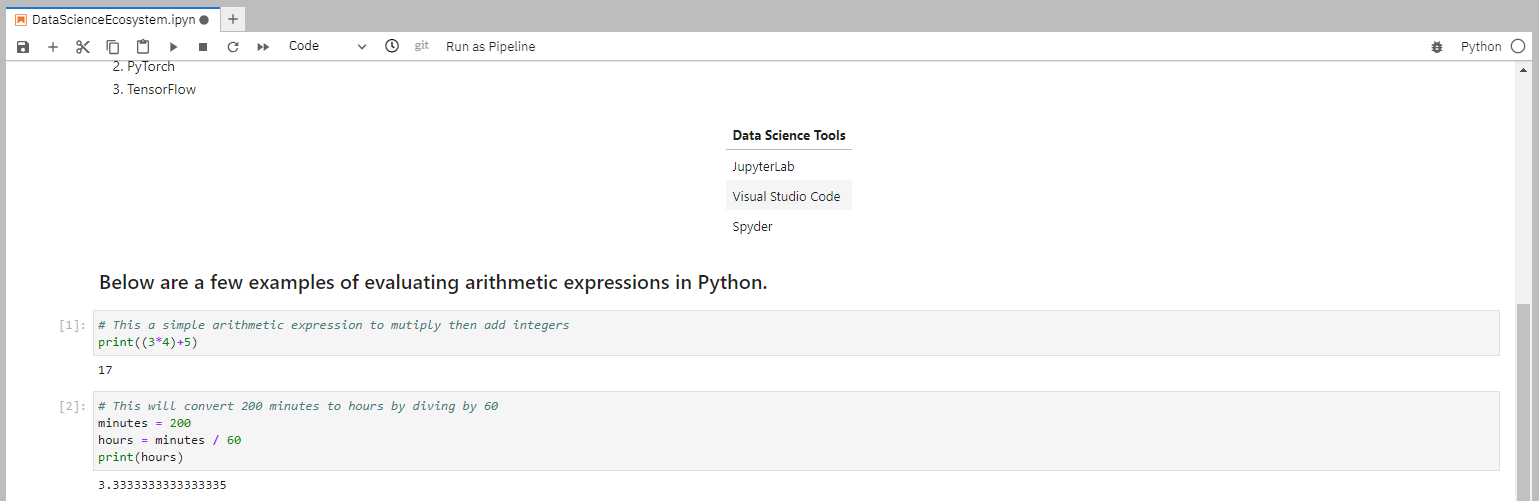 DataScienceEcosystem.ipyn
Code git Run as Pipeline Python
2. PyTorch
3. TensorFlow
Data Science Tools
JupyterLab
Visual Studio Code
Spyder
Below are a few examples of evaluating arithmetic expressions in Python.
[1]: # This a simple arithmetic expression to mutiply then add integers
print((3*4)+5)
17
[2]: # This will convert 200 minutes to hours by diving by 60
minutes = 200
hours = minutes / 60
print(hours)
3.3333333333333335